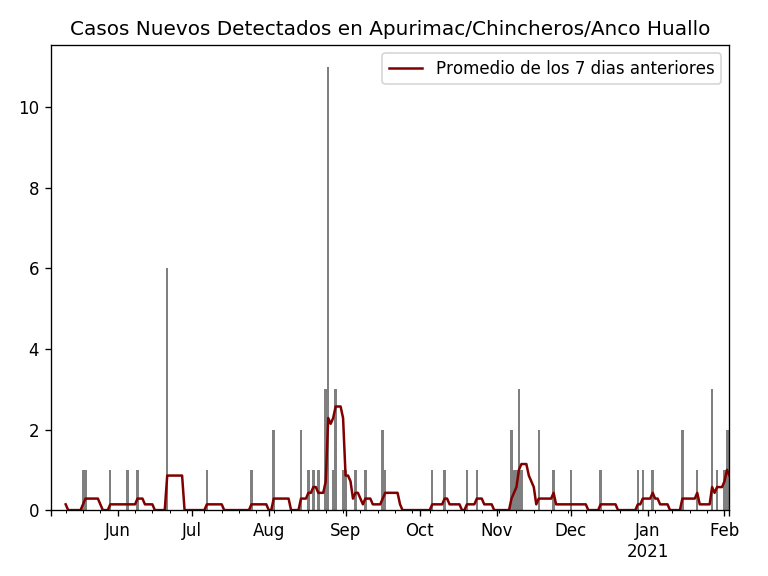 Casos Nuevos Detectados en Apurimac/Chincheros/Anco Huallo
Promedio de los 7 dias anteriores
10
8
6
4
2
0
Jun Jul Aug Sep Oct Nov Dec Jan Feb
2021